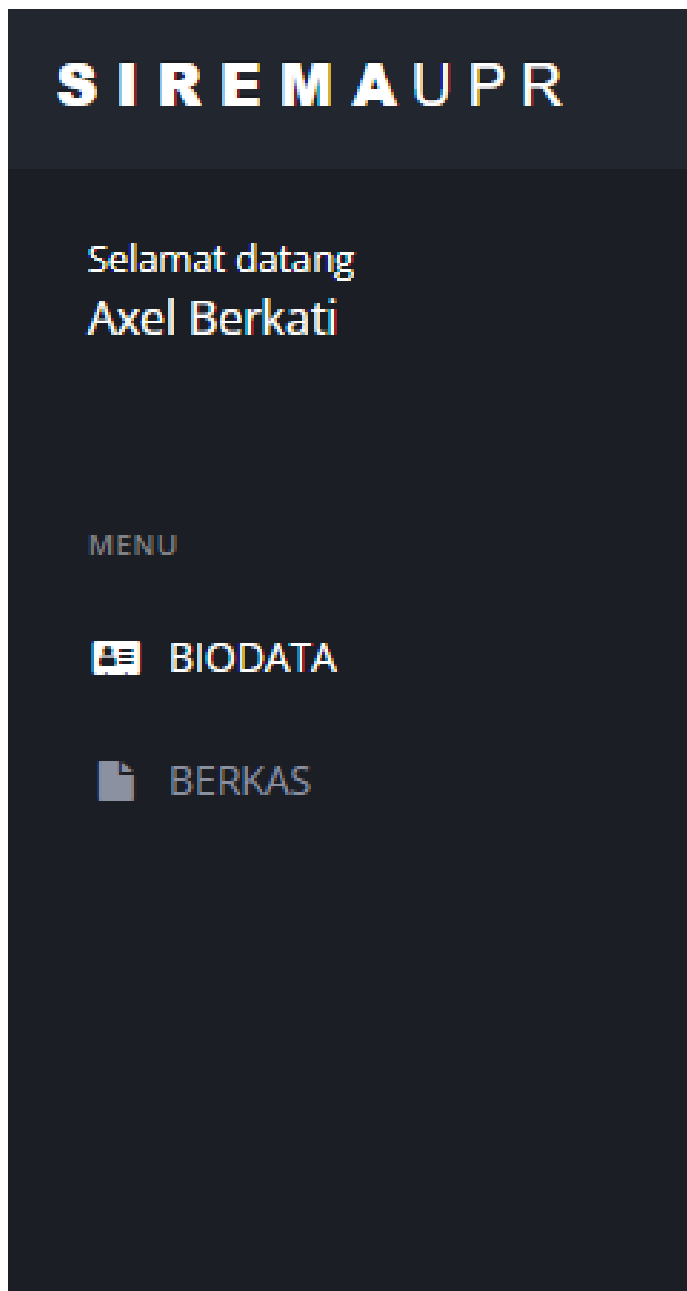 SIREMAUPR
Selamat datang
Axel Berkati
MENU
BIODATA
BERKAS